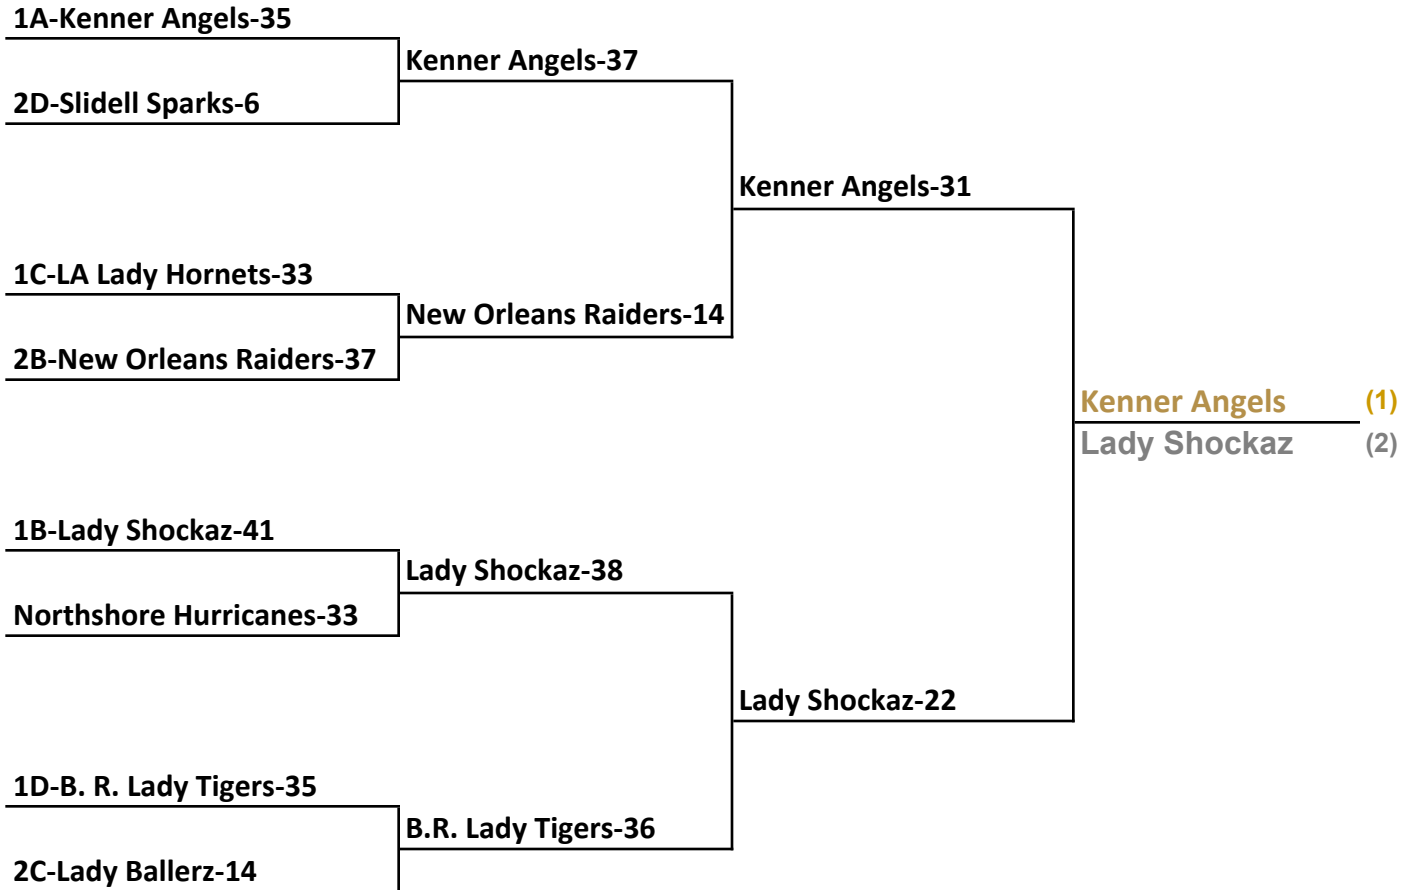 1A-Kenner Angels-35
Kenner Angels-37
2D-Slidell Sparks-6
Kenner Angels-31
1C-LA Lady Hornets-33
New Orleans Raiders-14
2B-New Orleans Raiders-37
Kenner Angels (1)
Lady Shockaz (2)
1B-Lady Shockaz-41
Lady Shockaz-38
Northshore Hurricanes-33
Lady Shockaz-22
1D-B. R. Lady Tigers-35
B.R. Lady Tigers-36
2C-Lady Ballerz-14